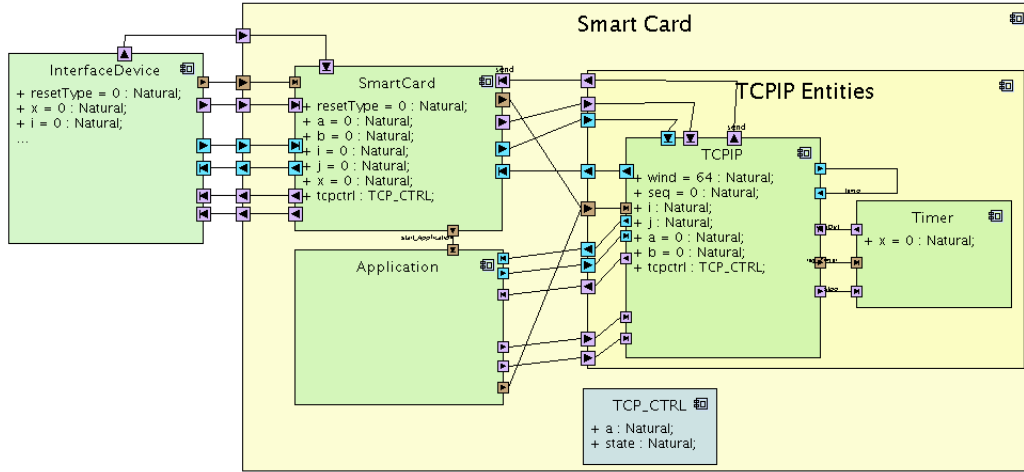 Smart Card
InterfaceDevice
+ resetType = 0 : Natural;
+ x = 0 : Natural;
+ i = 0 : Natural;
...
SmartCard
+ resetType = 0 : Natural;
+ a = 0 : Natural;
+ b = 0 : Natural;
+ i = 0 : Natural;
+ j = 0 : Natural;
+ x = 0 : Natural;
+ tcpctrl : TCP_CTRL;
send
TCPIP Entities
send
TCPIP
+ wind = 64 : Natural;
+ seq = 0 : Natural;
+ i : Natural;
+ j : Natural;
+ a = 0 : Natural;
+ b = 0 : Natural;
+ tcpctrl : TCP_CTRL;
Timer
+ x = 0 : Natural;
start_Application
Application
TCP_CTRL
+ a : Natural;
+ state : Natural;